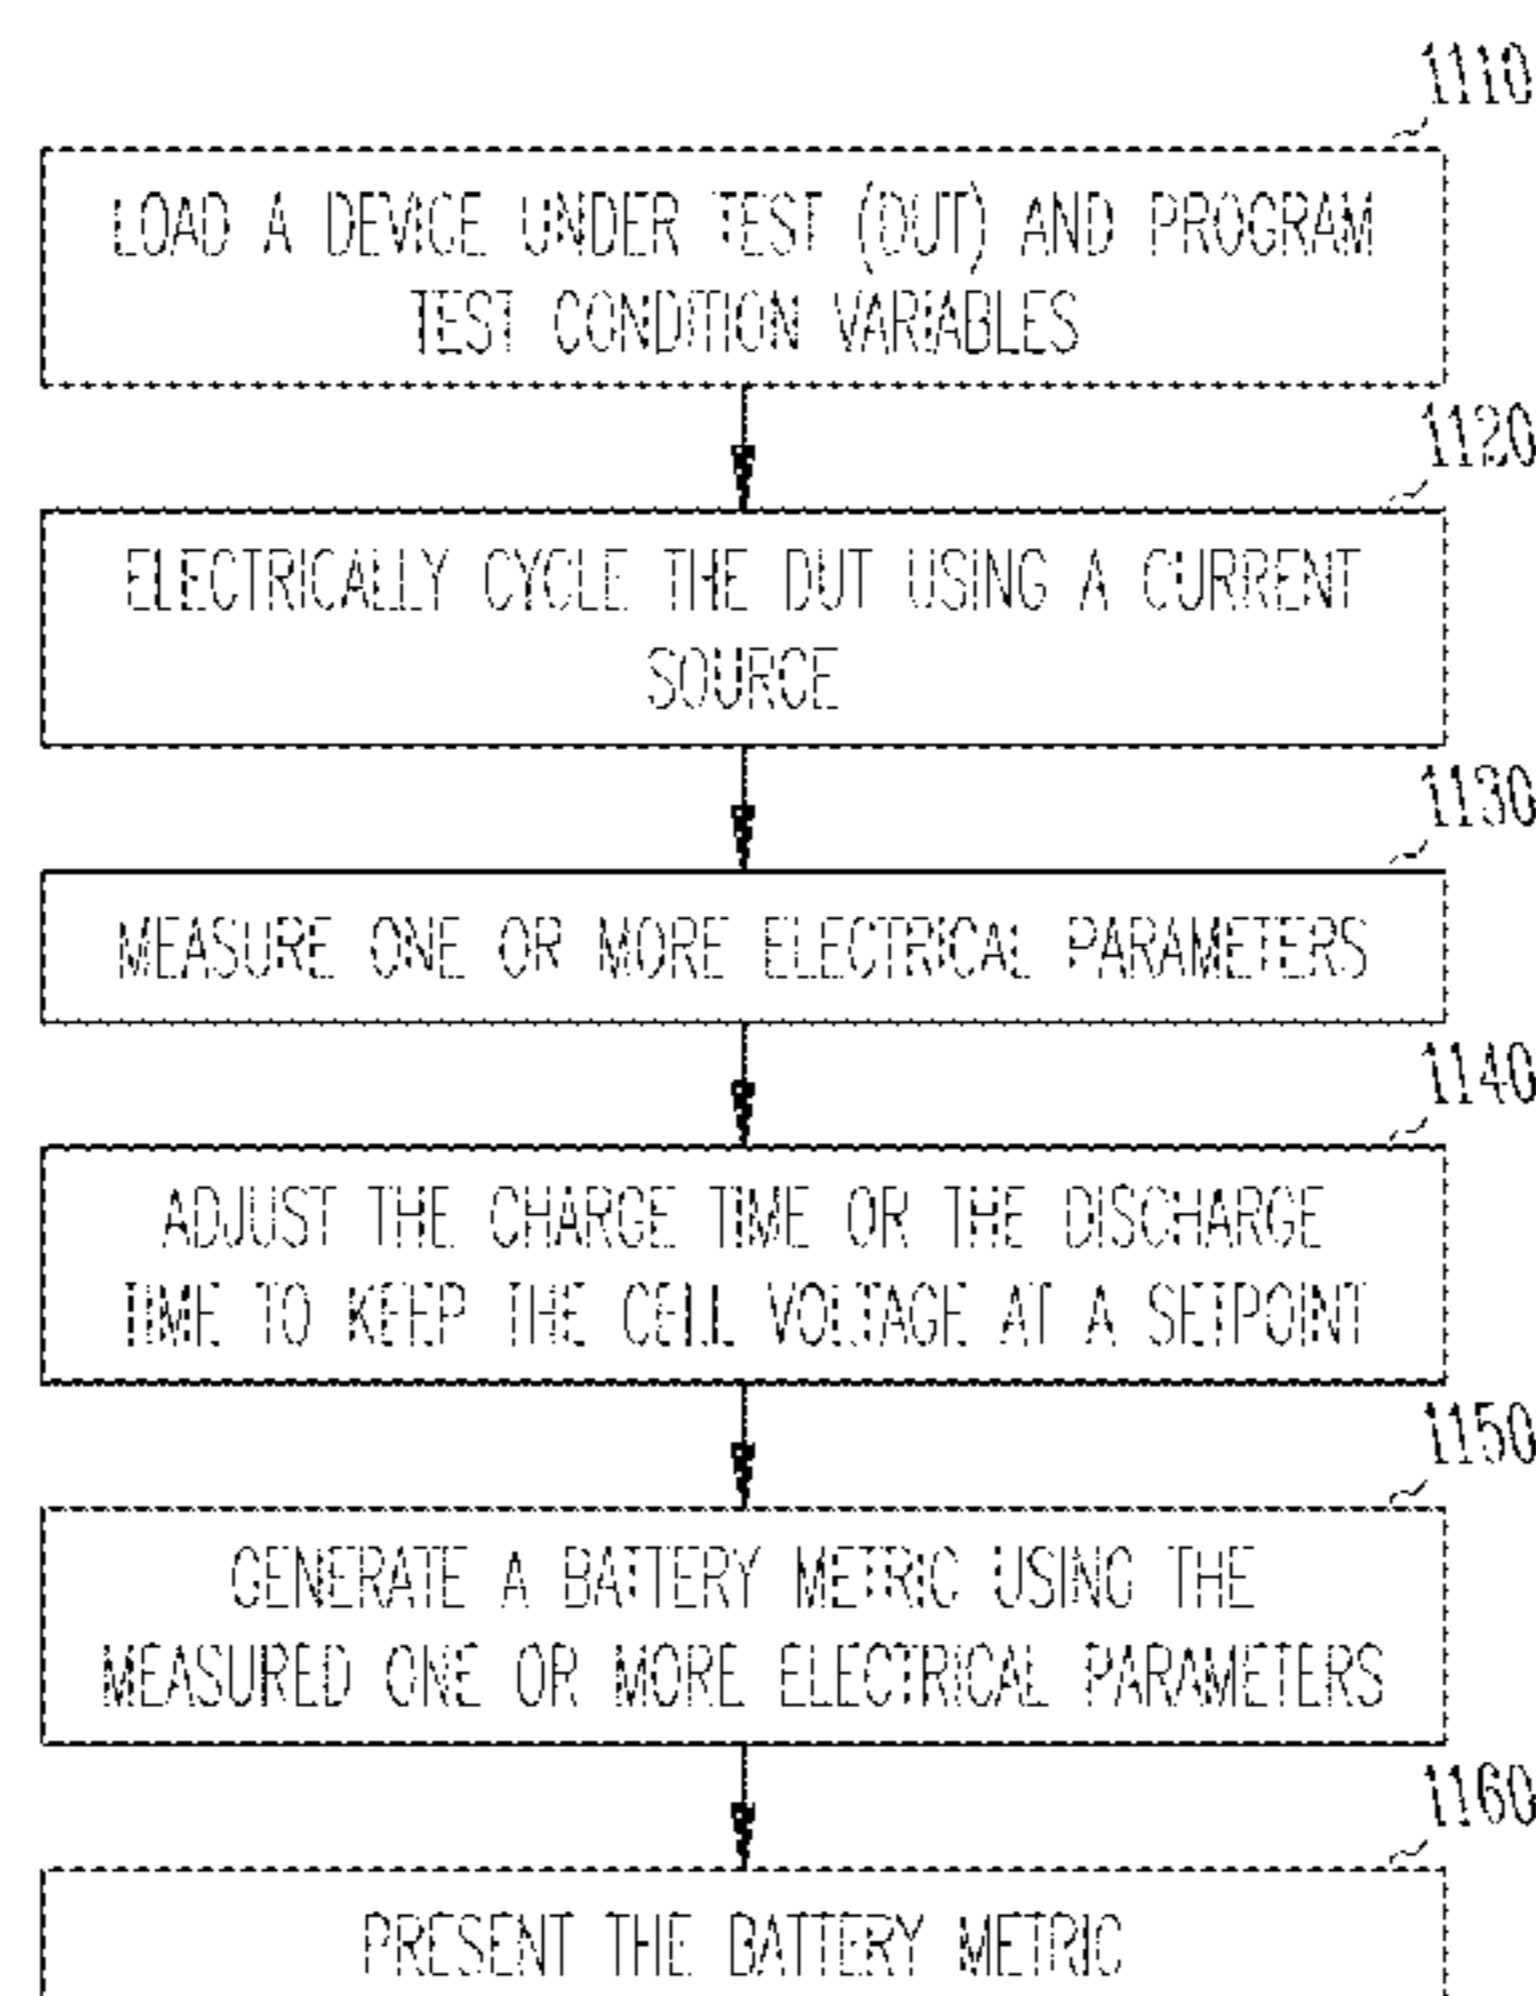 1110
LOAD A DEVICE UNDER TEST (DUT) AND PROGRAM
TEST CONDITION VARIABLES
1120
ELECTRICALLY CYCLE THE DUT USING A CURRENT
SOURCE
1130
MEASURE ONE OR MORE ELECTRICAL PARAMETERS
1140
ADJUST THE CHARGE TIME OR THE DISCHARGE
TIME TO KEEP THE CELL VOLTAGE AT A SETPOINT
1150
GENERATE A BATTERY METRIC USING THE
MEASURED ONE OR MORE ELECTRICAL PARAMETERS
1160
PRESENT THE BATTERY METRIC